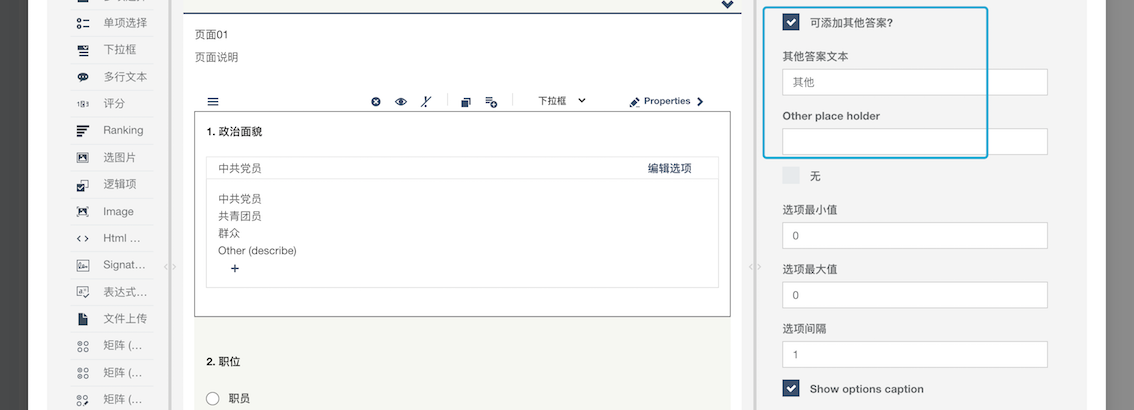 单项选择
下拉框
多行文本
评分
Ranking
选图片
逻辑项
Image
Html ...
Signat...
表达式...
文件上传
矩阵 (...
矩阵 (...
矩阵 (...
页面01
页面说明
下拉框
Properties
1. 政治面貌
中共党员
编辑选项
中共党员
共青团员
群众
Other (describe)
2. 职位
职员
可添加其他答案?
其他答案文本
其他
Other place holder
无
选项最小值
0
选项最大值
0
选项间隔
1
Show options caption